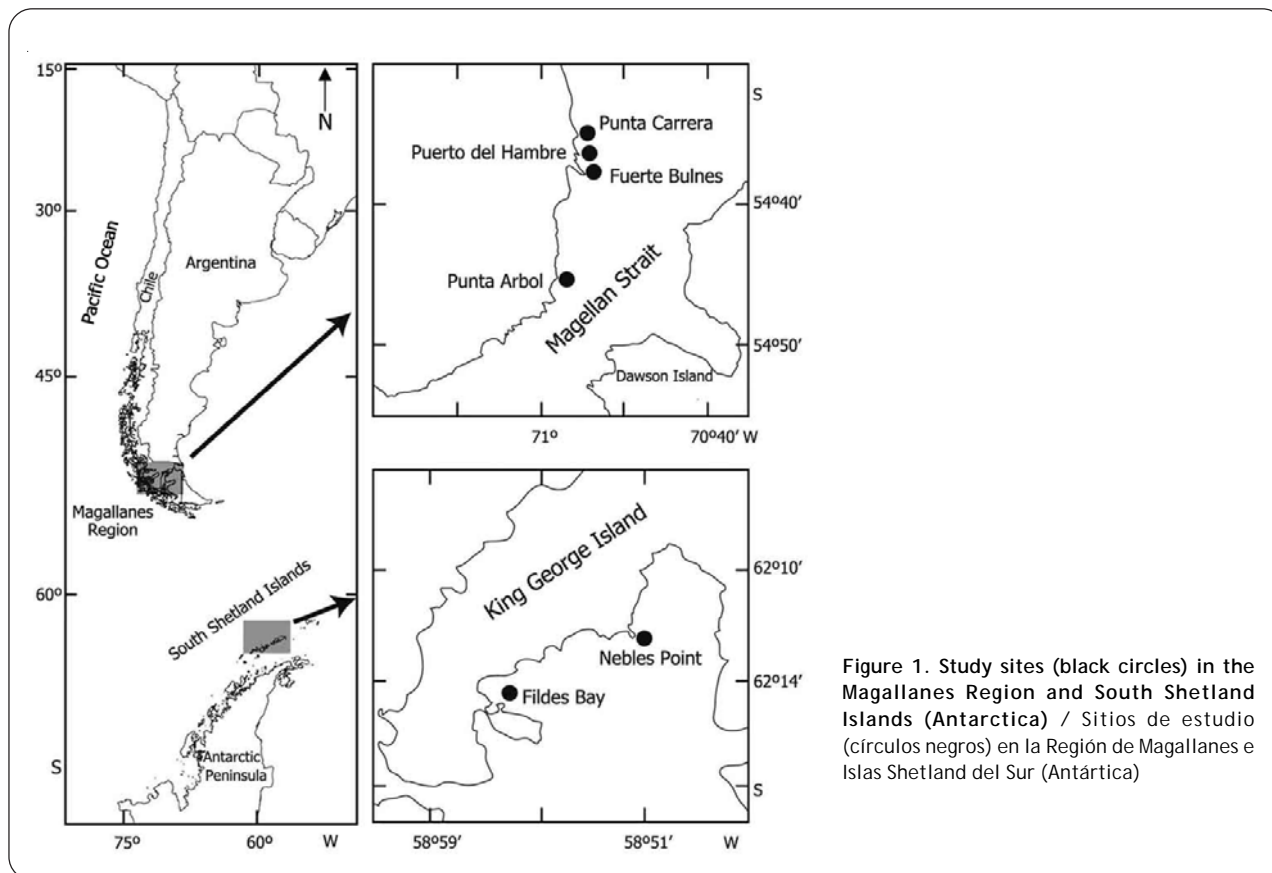 15º
30º
45º
60º
S
75º
60º
W
N
Pacific Ocean
Chile
Argentina
Magallanes
Region
South Shetland Islands
Antarctic
Peninsula
S
Punta Carrera
Puerto del Hambre
Fuerte Bulnes
54º40'
Punta Arbol
Magellan Strait
54º50'
Dawson Island
71º
70º40' W
King George Island
62º10'
Nebles Point
62º14'
Fildes Bay
S
58º59'
58º51'
W
Figure 1. Study sites (black circles) in the
Magallanes Region and South Shetland
Islands (Antarctica) / Sitios de estudio
(círculos negros) en la Región de Magallanes e
Islas Shetland del Sur (Antártica)